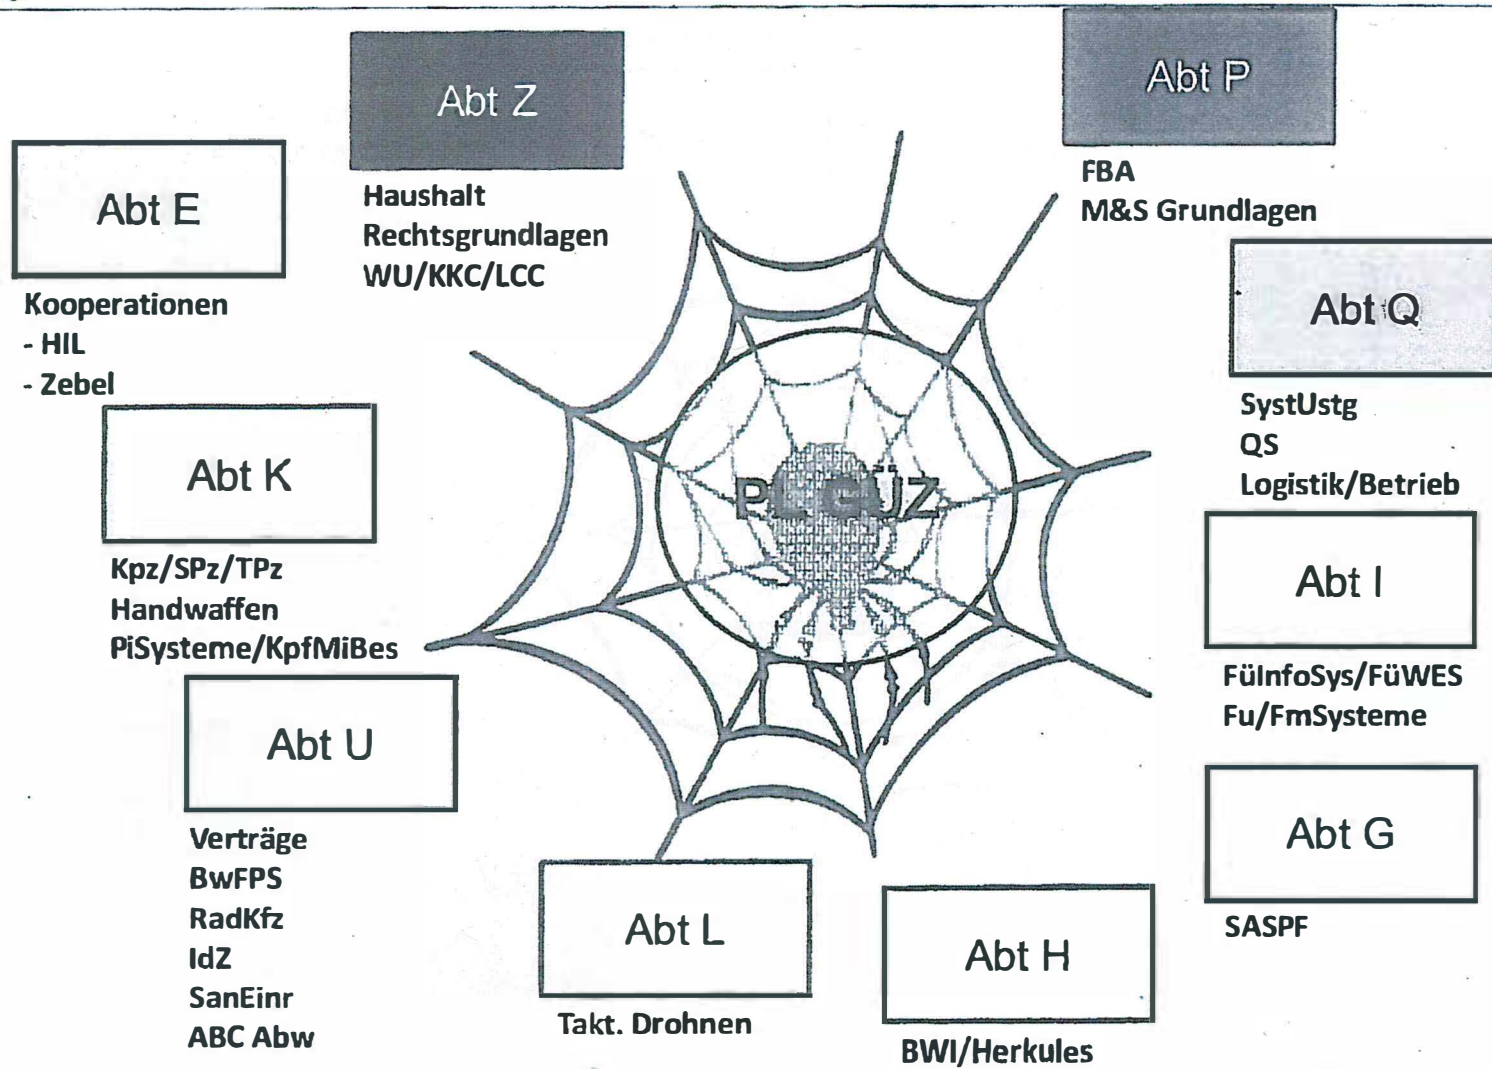 Abt Z
Haushalt
Rechtsgrundlagen
WU/KKC/LCC
Abt P
FBA
M&S Grundlagen
Abt E
Kooperationen
- HIL
- Zebel
Abt Q
SystUstg
QS
Logistik/Betrieb
Abt K
Kpz/SPz/TPz
Handwaffen
PiSysteme/KpfMiBes
PL GÜZ
Abt I
FüInfoSys/FüWES
Fu/FmSysteme
Abt U
Verträge
BwFPS
RadKfz
IdZ
SanEinr
ABC Abw
Abt G
SASPF
Abt L
Takt. Drohnen
Abt H
BWI/Herkules